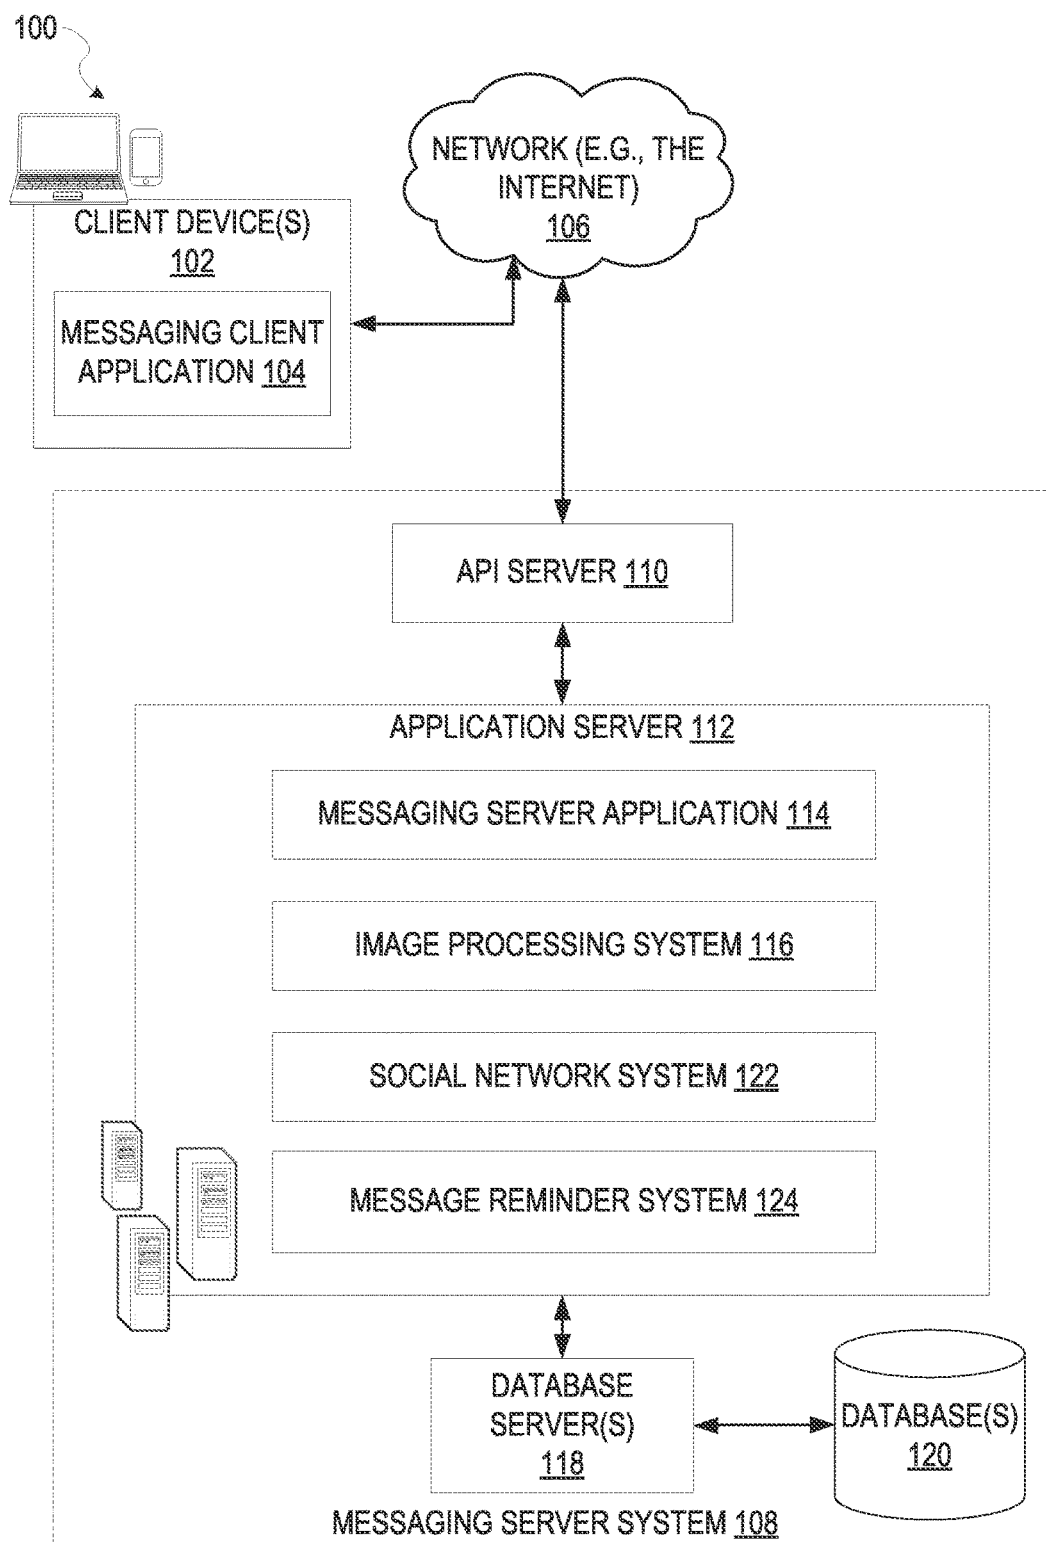 100
NETWORK (E.G., THE
INTERNET)
106
CLIENT DEVICE(S)
102
MESSAGING CLIENT
APPLICATION 104
API SERVER 110
APPLICATION SERVER 112
MESSAGING SERVER APPLICATION 114
IMAGE PROCESSING SYSTEM 116
SOCIAL NETWORK SYSTEM 122
MESSAGE REMINDER SYSTEM 124
DATABASE
SERVER(S)
118
DATABASE(S)
120
MESSAGING SERVER SYSTEM 108